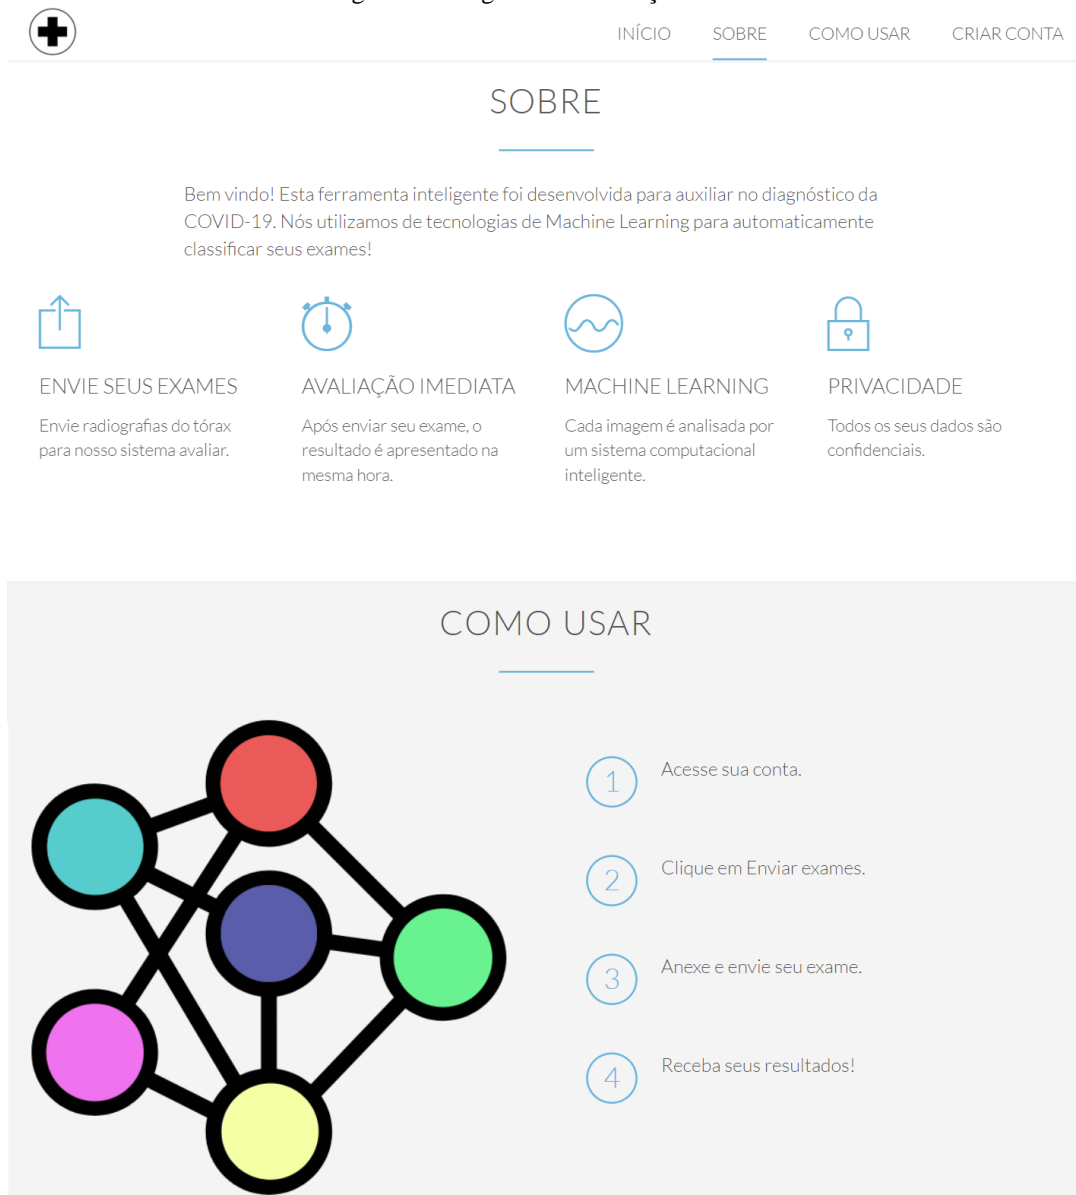 INÍCIO SOBRE COMO USAR CRIAR CONTA
SOBRE
Bem vindo! Esta ferramenta inteligente foi desenvolvida para auxiliar no diagnóstico da
COVID-19. Nós utilizamos de tecnologias de Machine Learning para automaticamente
classificar seus exames!
ENVIE SEUS EXAMES
Envie radiografias do tórax
para nosso sistema avaliar.
AVALIAÇÃO IMEDIATA
Após enviar seu exame, o
resultado é apresentado na
mesma hora.
MACHINE LEARNING
Cada imagem é analisada por
um sistema computacional
inteligente.
PRIVACIDADE
Todos os seus dados são
confidenciais.
COMO USAR
1 Acesse sua conta.
2 Clique em Enviar exames.
3 Anexe e envie seu exame.
4 Receba seus resultados!